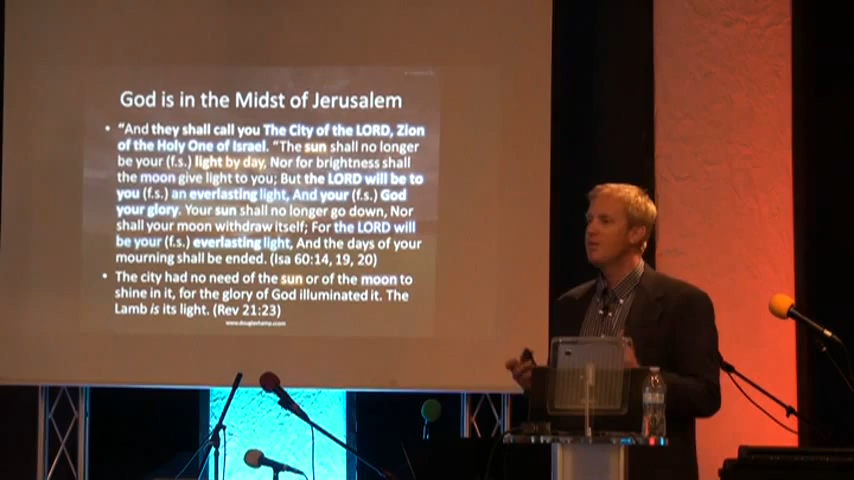 God is in the Midst of Jerusalem
• “And they shall call you The City of the LORD, Zion
of the Holy One of Israel. “The sun shall no longer
be your (f.s.) light by day, Nor for brightness shall
the moon give light to you; But the LORD will be to
you (f.s.) an everlasting light, And your (f.s.) God
your glory. Your sun shall no longer go down, Nor
shall your moon withdraw itself; For the LORD will
be your (f.s.) everlasting light, And the days of your
mourning shall be ended. (Isa 60:14, 19, 20)
• The city had no need of the sun or of the moon to
shine in it, for the glory of God illuminated it. The
Lamb is its light. (Rev 21:23)
www.douglashamp.com